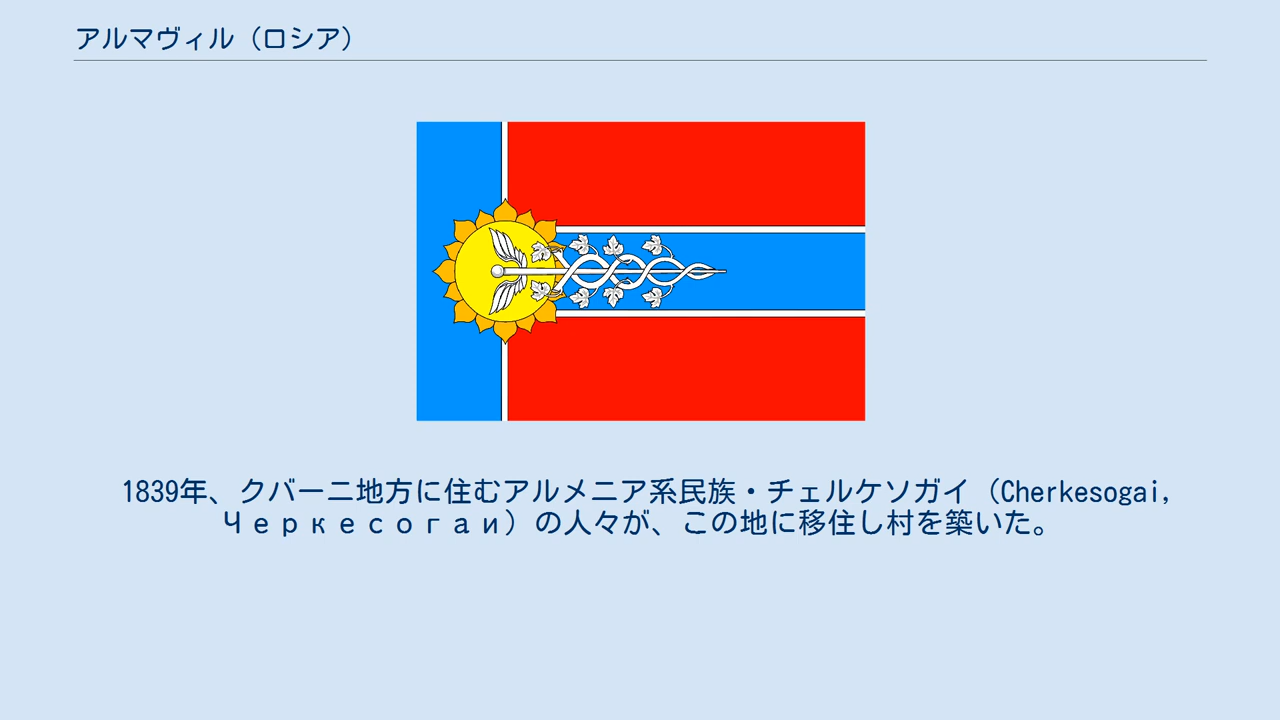 アルマヴィル（ロシア）
1839年、クバーニ地方に住むアルメニア系民族・チェルケソガイ（Cherkesogai,
Черкесогаи）の人々が、この地に移住し村を築いた。